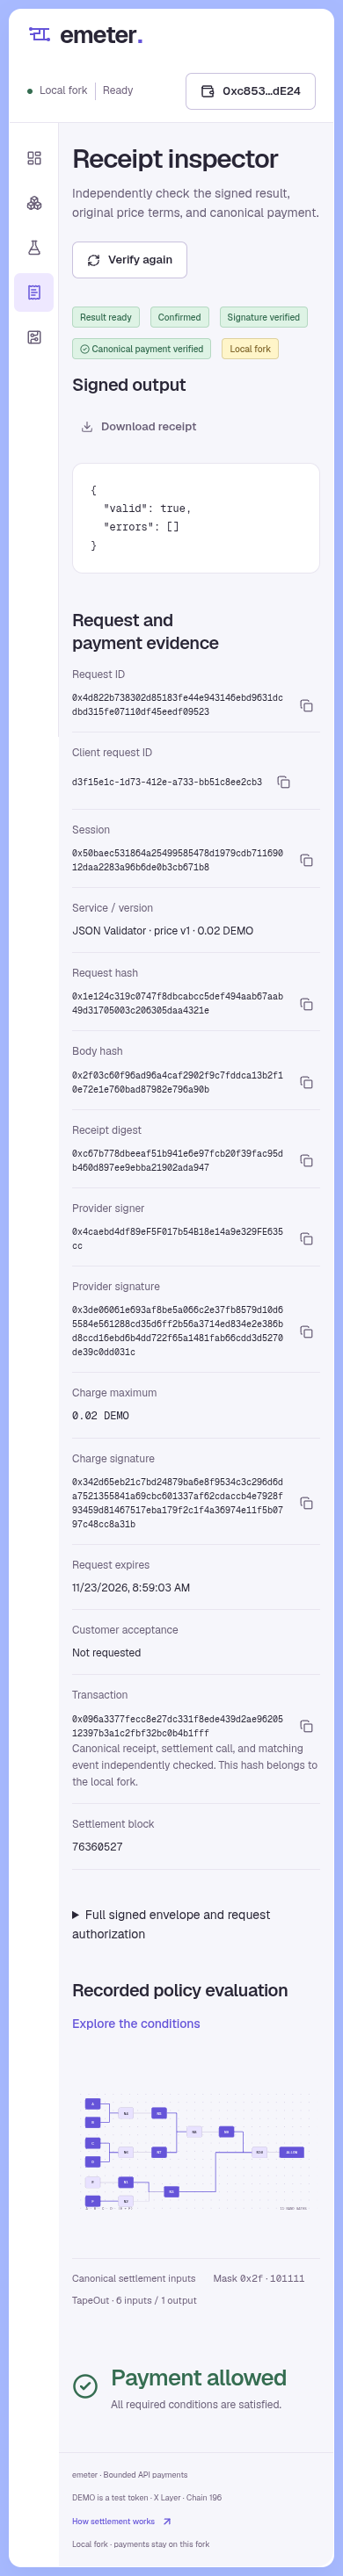 emeter.
Local fork
Ready
0xc853...dE24
Receipt inspector
Independently check the signed result,
original price terms, and canonical payment.
Verify again
Result ready
Confirmed
Signature verified
Canonical payment verified
Local fork
Signed output
Download receipt
{
"valid": true,
"errors": []
}
Request and
payment evidence
Request ID
0x4d822b738302d85183fe44e943146ebd9631dc
dbd315fe07110df45eedf09523
Client request ID
d3f15e1c-1d73-412e-a733-bb51c8ee2cb3
Session
0x50baec531864a25499585478d1979cdb711690
12daa2283a96b6de0b3cb671b8
Service / version
JSON Validator · price v1 · 0.02 DEMO
Request hash
0x1e124c319c0747f8dbcabcc5def494aab67aab
49d31705003c206305daa4321e
Body hash
0x2f03c60f96ad96a4caf2902f9c7fddca13b2f1
0e72e1e760bad87982e796a90b
Receipt digest
0xc67b778dbeeaf51b941e6e97fcb20f39fac95d
b460d897ee9ebba21902ada947
Provider signer
0x4caebd4df89eF5F017b54B18e14a9e329FE635
cc
Provider signature
0x3de06061e693af8be5a066c2e37fb8579d10d6
5584e561288cd35d6ff2b56a3714ed834e2e386b
d8ccd16ebd6b4dd722f65a1481fab66cdd3d5270
de39c0dd031c
Charge maximum
0.02 DEMO
Charge signature
0x342d65eb21c7bd24879ba6e8f9534c3c296d6d
a7521355841a69cbc601337af62cdaccb4e7928f
93459d81467517eba179f2c1f4a36974e11f5b07
97c48cc8a31b
Request expires
11/23/2026, 8:59:03 AM
Customer acceptance
Not requested
Transaction
0x096a3377fecc8e27dc331f8ede439d2ae96205
12397b3a1c2fbf32bc0b4b1fff
Canonical receipt, settlement call, and matching
event independently checked. This hash belongs to
the local fork.
Settlement block
76360527
Full signed envelope and request
authorization
Recorded policy evaluation
Explore the conditions
Canonical settlement inputs
Mask 0x2f · 101111
TapeOut · 6 inputs / 1 output
Payment allowed
All required conditions are satisfied.
emeter · Bounded API payments
DEMO is a test token · X Layer · Chain 196
How settlement works
Local fork · payments stay on this fork